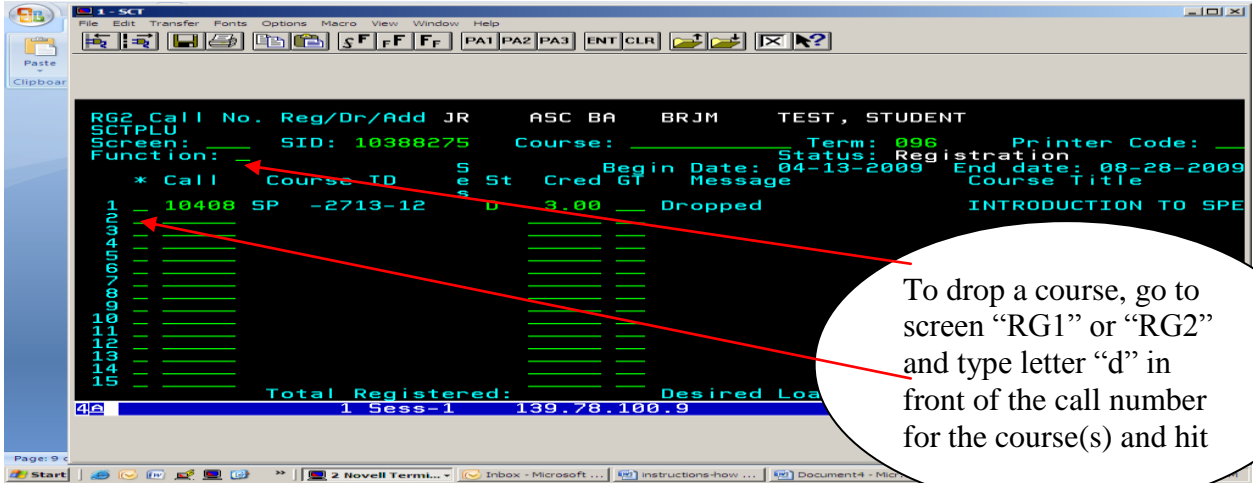 1 - SCT
File Edit Transfer Fonts Options Macro View Window Help
Paste
Clipboar
SF FF FF PA1 PA2 PA3 ENT CLR
RG2 Call No. Reg/Dr/Add JR ASC BA BRJM TEST, STUDENT
SCTPLU
Screen: ___ SID: 10388275 Course: ___ Term: 096 Printer Code: __
Function: _ Status: Registration
S Begin Date: 04-13-2009 End date: 08-28-2009
* Call Course ID e St Cred GT Message Course Title
s
1 _ 10408 SP -2713-12 D 3.00 ___ Dropped INTRODUCTION TO SPE
2
3
4
5
6
7
8
9
10
11
12
13
14
15
Total Registered: Desired Loa
4A 1 Sess-1 139.78.100.9
To drop a course, go to
screen “RG1” or “RG2”
and type letter “d” in
front of the call number
for the course(s) and hit
Page: 9
Start 2 Novell Termi... Inbox - Microsoft ... instructions-how ... Document4 - Micr